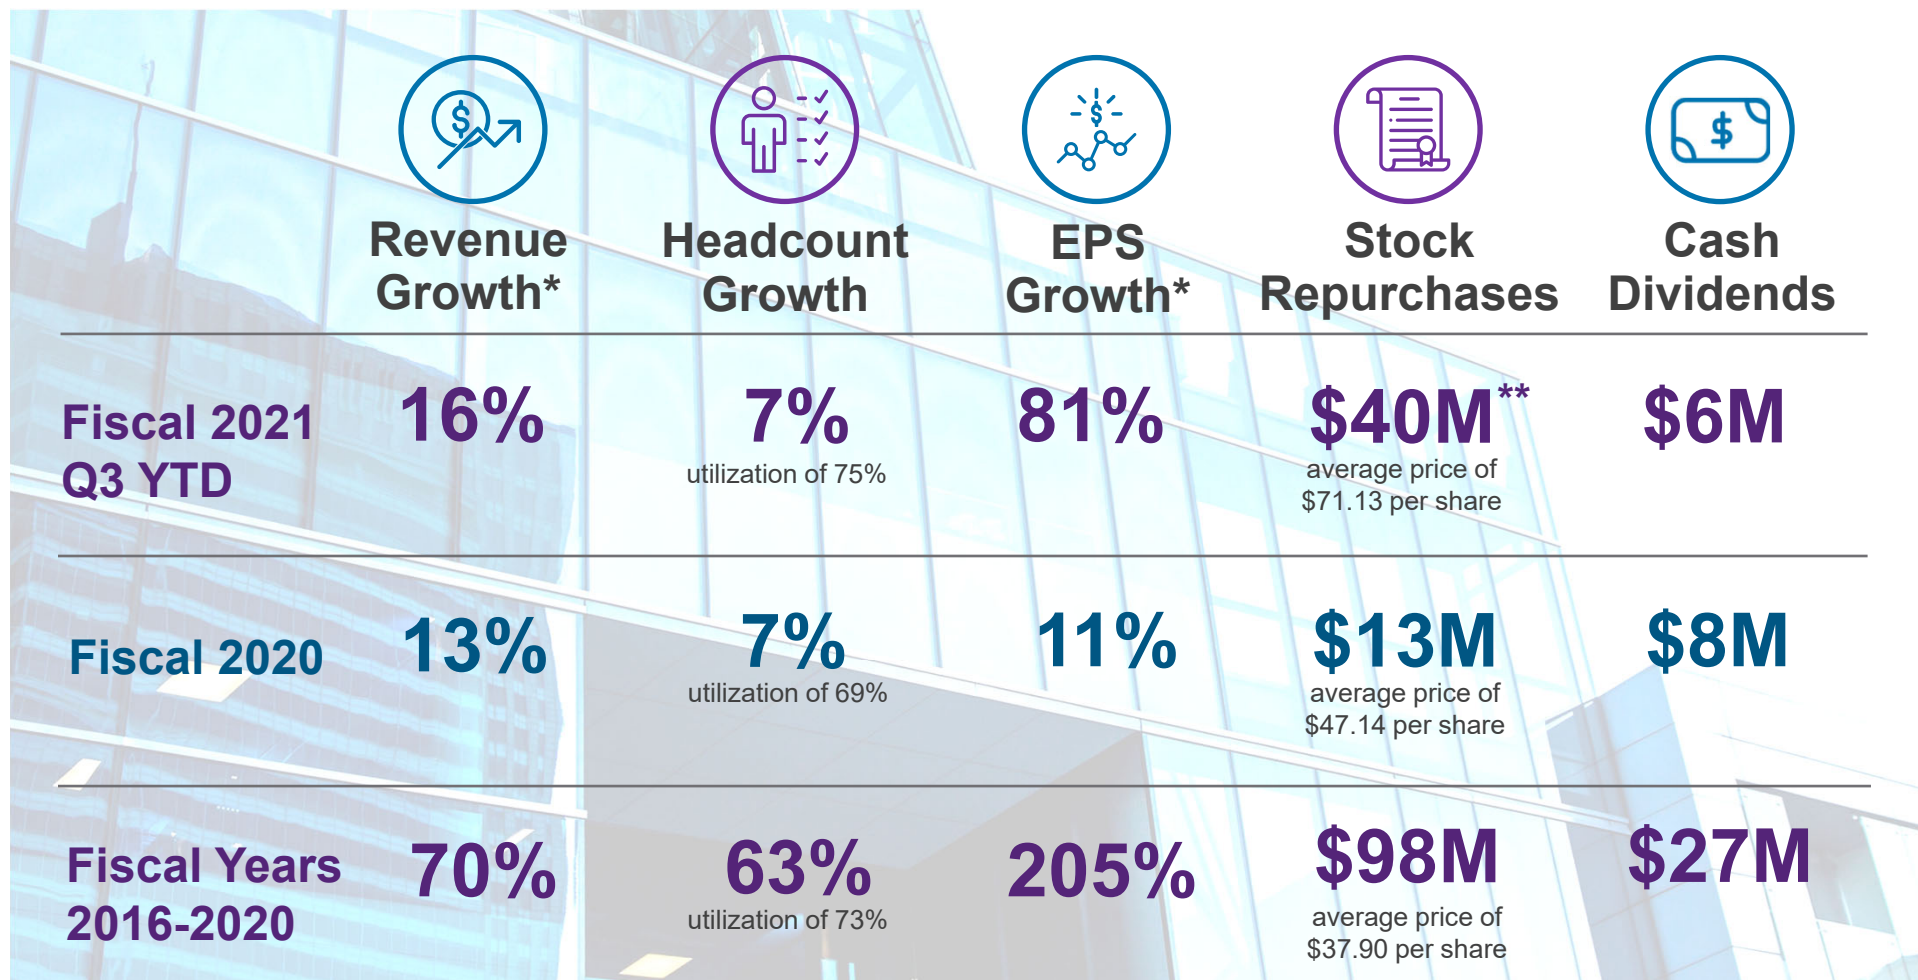 Revenue
Growth*
Headcount
Growth
EPS
Growth*
Stock
Repurchases
Cash
Dividends
Fiscal 2021
Q3 YTD
16%
7%
utilization of 75%
81%
$40M**
average price of
$71.13 per share
$6M
Fiscal 2020
13%
7%
utilization of 69%
11%
$13M
average price of
$47.14 per share
$8M
Fiscal Years
2016-2020
70%
63%
utilization of 73%
205%
$98M
average price of
$37.90 per share
$27M